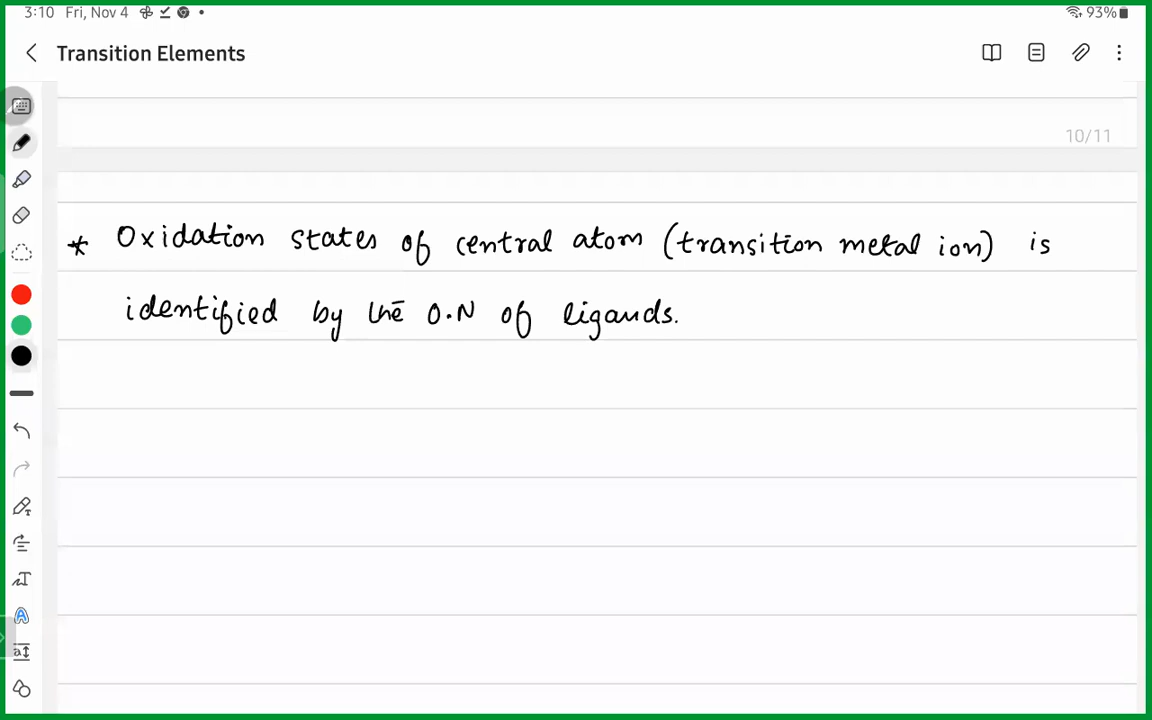 3:10 Fri, Nov 4 93%
Transition Elements
10/11
* Oxidation states of central atom (transition metal ion) is
identified by the O.N of ligands.